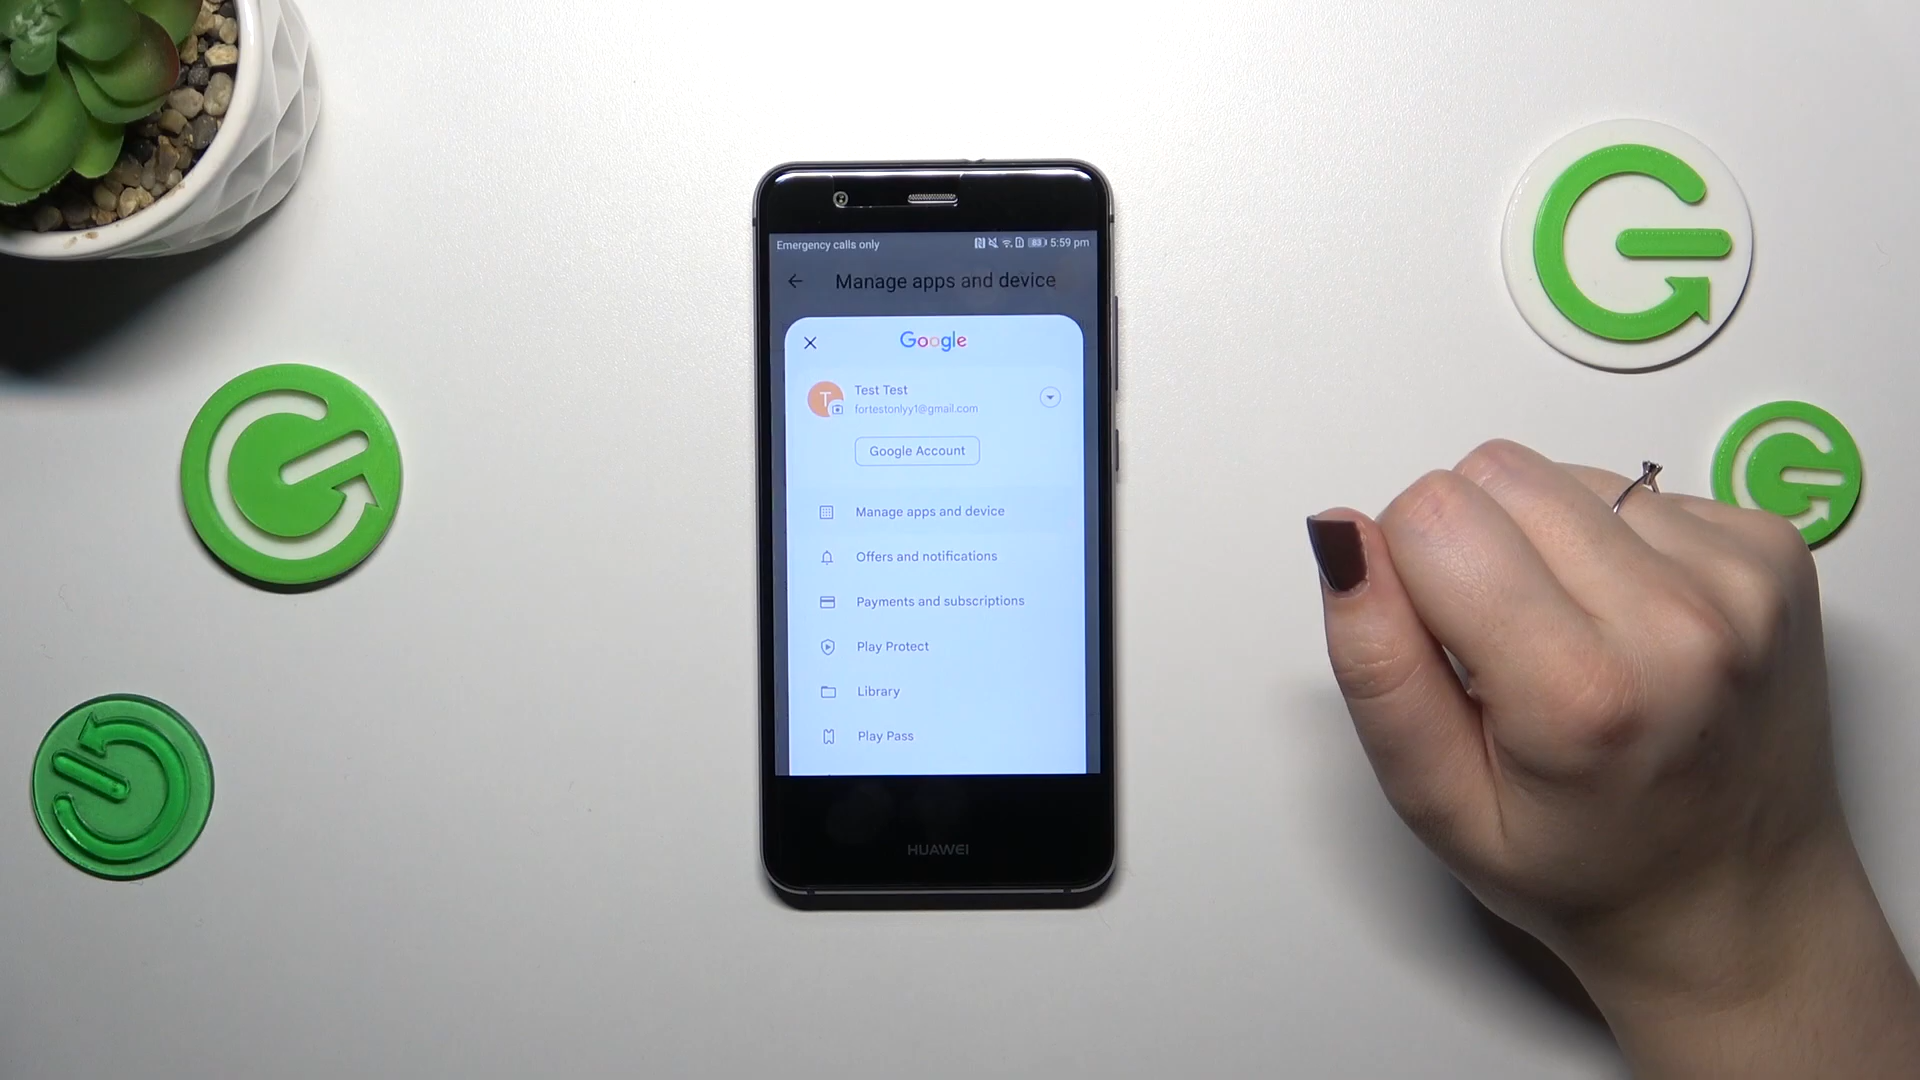 Emergency calls only
83 5:59 pm
Manage apps and device
Google
T
Test Test
fortestonlyy1@gmail.com
Google Account
Manage apps and device
Offers and notifications
Payments and subscriptions
Play Protect
Library
Play Pass
HUAWEI